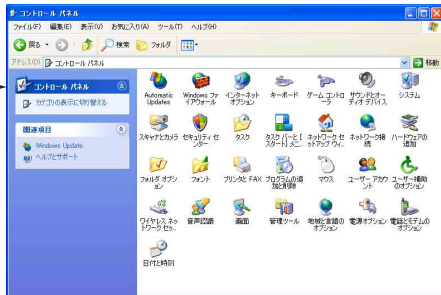 コントロール パネル
ファイル(F) 編集(E) 表示(V) お気に入り(A) ツール(T) ヘルプ(H)
戻る 検索 フォルダ
アドレス(D) コントロール パネル 移動
コントロール パネル
カテゴリの表示に切り替える
関連項目
Windows Update
ヘルプとサポート
Automatic Updates
Windows ファイアウォール
インターネット オプション
キーボード
ゲーム コントローラ
サウンドとオーディオ デバイス
システム
スキャナとカメラ
セキュリティ センター
タスク
タスク バーと [スタート] メニ...
ネットワーク セットアップ ウィ...
ネットワーク接続
ハードウェアの追加
フォルダ オプション
フォント
プリンタと FAX
プログラムの追加と削除
マウス
ユーザー アカウント
ユーザー補助のオプション
ワイヤレス ネットワーク セッ...
音声認識
画面
管理ツール
地域と言語のオプション
電源オプション
電話とモデムのオプション
日付と時刻